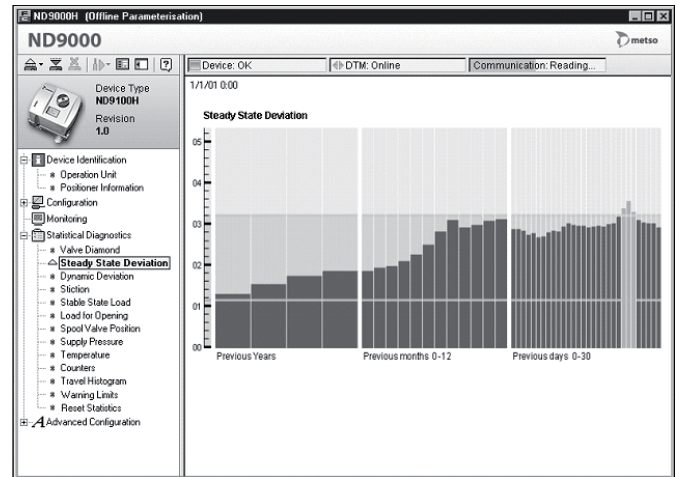 ND9000H (Offline Parameterisation)
ND9000
metso
Device: OK
DTM: Online
Communication: Reading...
Device Type
ND9100H
Revision
1.0
Device Identification
Operation Unit
Positioner Information
Configuration
Monitoring
Statistical Diagnostics
Valve Diamond
Steady State Deviation
Dynamic Deviation
Stiction
Stable State Load
Load for Opening
Spool Valve Position
Supply Pressure
Temperature
Counters
Travel Histogram
Warning Limits
Reset Statistics
Advanced Configuration
1/1/01 0:00
Steady State Deviation
05
04
03
02
01
00
Previous Years
Previous months 0-12
Previous days 0-30